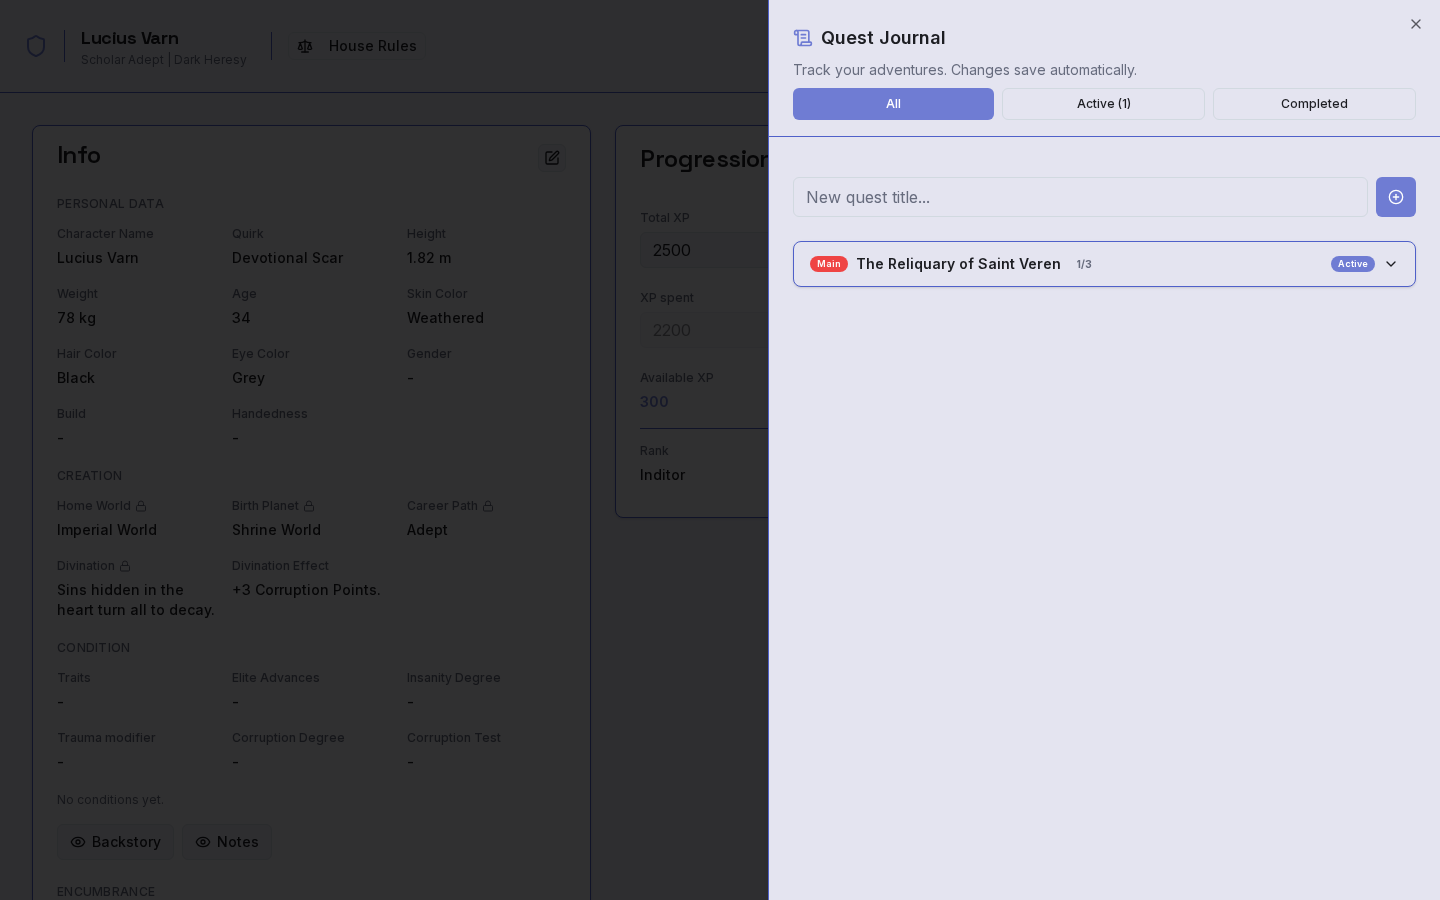 Lucius Varn
Scholar Adept | Dark Heresy
House Rules
Info
PERSONAL DATA
Character Name
Quirk
Height
Lucius Varn
Devotional Scar
1.82 m
Weight
Age
Skin Color
78 kg
34
Weathered
Hair Color
Eye Color
Gender
Black
Grey
-
Build
Handedness
-
-
CREATION
Home World
Birth Planet
Career Path
Imperial World
Shrine World
Adept
Divination
Divination Effect
Sins hidden in the
heart turn all to decay.
+3 Corruption Points.
CONDITION
Traits
Elite Advances
Insanity Degree
-
-
-
Trauma modifier
Corruption Degree
Corruption Test
-
-
-
No conditions yet.
Backstory
Notes
ENCUMBRANCE
Progression
Total XP
2500
XP spent
2200
Available XP
300
Rank
Inditor
Quest Journal
Track your adventures. Changes save automatically.
All
Active (1)
Completed
New quest title...
Main
The Reliquary of Saint Veren
1/3
Active